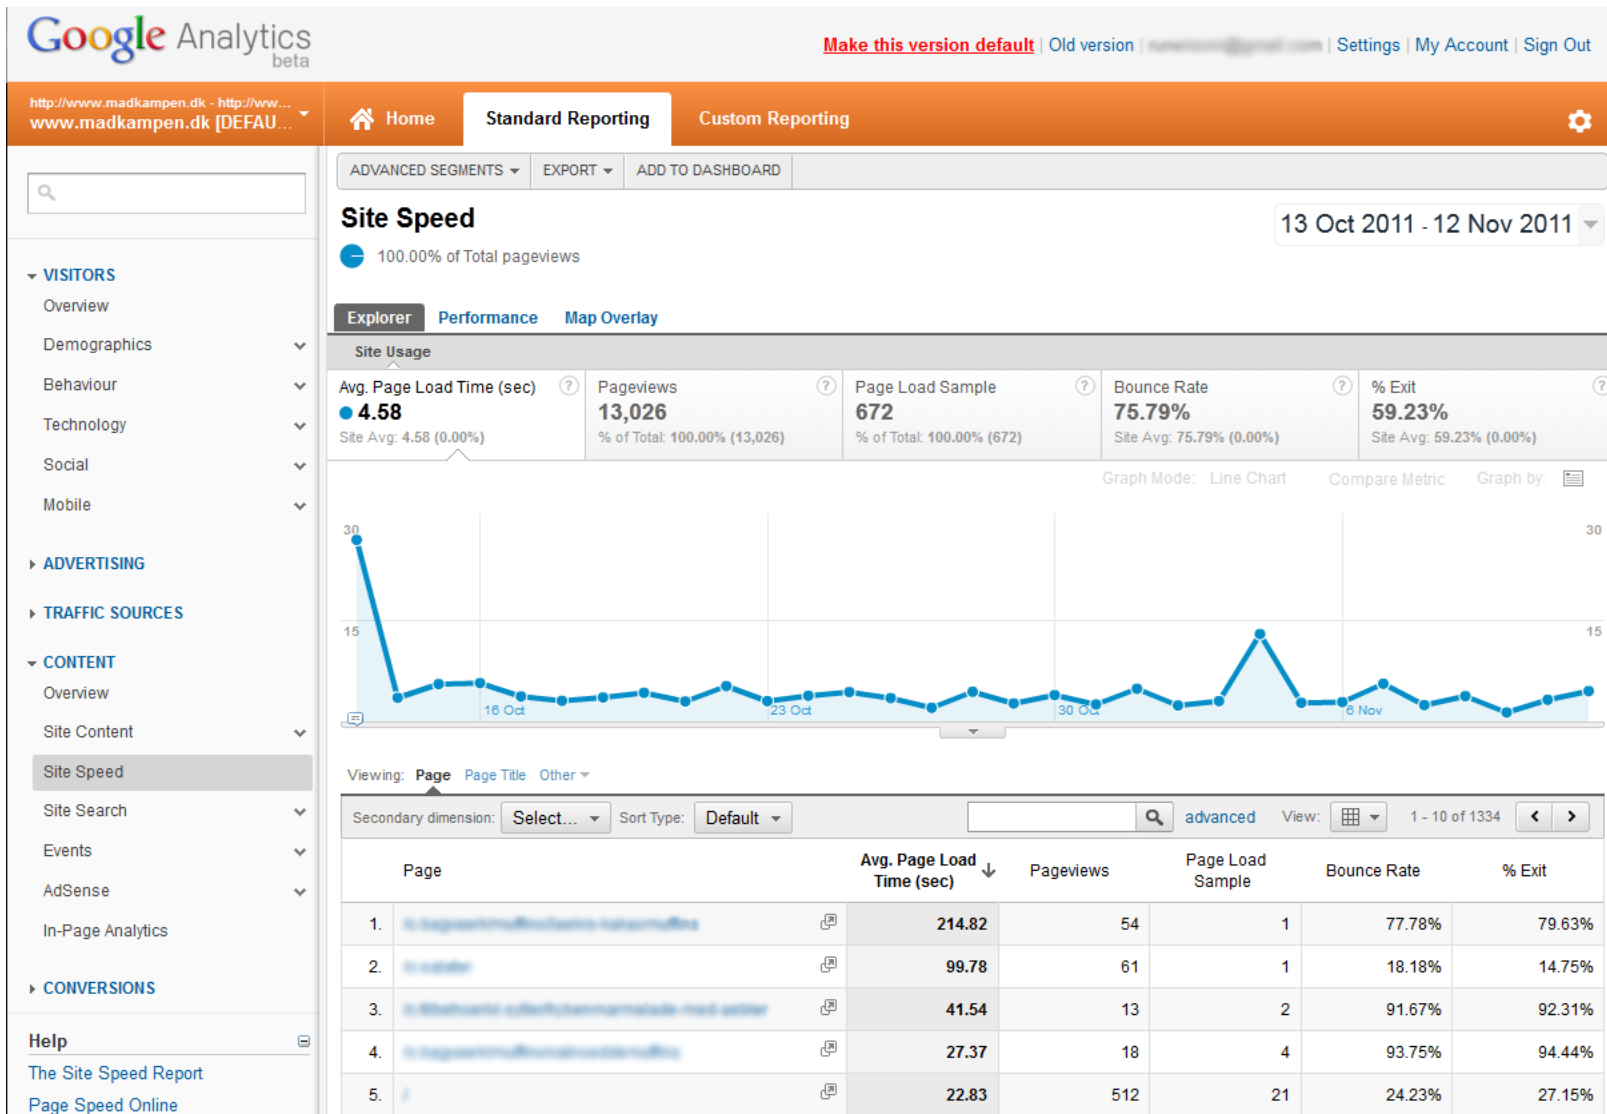 Google Analytics
beta
Make this version default | Old version | | Settings | My Account | Sign Out
http://www.madkampen.dk - http://ww...
www.madkampen.dk [DEFAU...
Home
Standard Reporting
Custom Reporting
ADVANCED SEGMENTS
EXPORT
ADD TO DASHBOARD
Site Speed
13 Oct 2011 - 12 Nov 2011
100.00% of Total pageviews
VISITORS
Overview
Demographics
Behaviour
Technology
Social
Mobile
ADVERTISING
TRAFFIC SOURCES
CONTENT
Overview
Site Content
Site Speed
Site Search
Events
AdSense
In-Page Analytics
CONVERSIONS
Help
The Site Speed Report
Page Speed Online
Explorer Performance Map Overlay
Site Usage
Avg. Page Load Time (sec) ?
4.58
Site Avg: 4.58 (0.00%)
Pageviews ?
13,026
% of Total: 100.00% (13,026)
Page Load Sample ?
672
% of Total: 100.00% (672)
Bounce Rate ?
75.79%
Site Avg: 75.79% (0.00%)
% Exit ?
59.23%
Site Avg: 59.23% (0.00%)
Graph Mode: Line Chart Compare Metric Graph by:
30 30
15 15
16 Oct 23 Oct 30 Oct 6 Nov
Viewing: Page Page Title Other
Secondary dimension: Select... Sort Type: Default advanced View: 1 - 10 of 1334
Page Avg. Page Load Time (sec) Pageviews Page Load Sample Bounce Rate % Exit
1. 214.82 54 1 77.78% 79.63%
2. 99.78 61 1 18.18% 14.75%
3. 41.54 13 2 91.67% 92.31%
4. 27.37 18 4 93.75% 94.44%
5. / 22.83 512 21 24.23% 27.15%